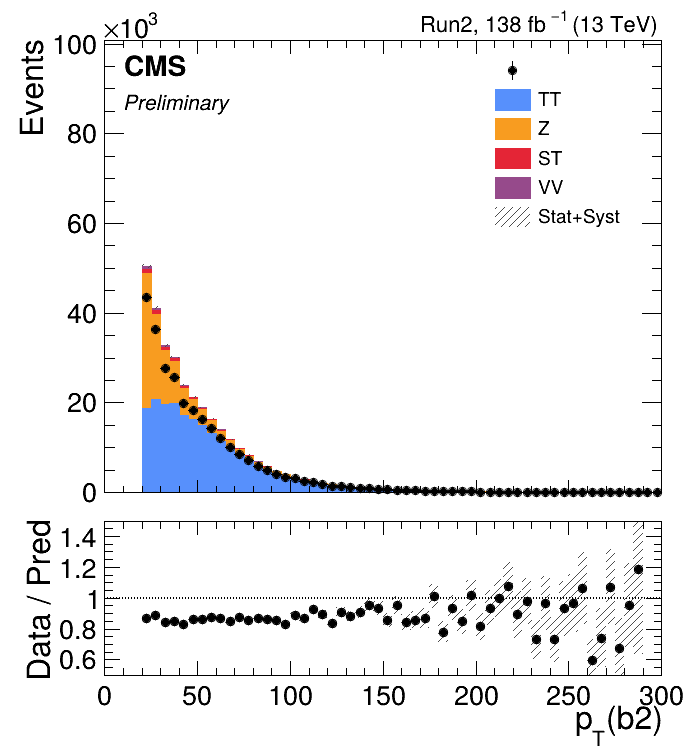 ×10³
Run2, 138 fb⁻¹ (13 TeV)
100
CMS
Preliminary
TT
Z
ST
VV
Stat+Syst
Events
80
60
40
20
0
Data / Pred
1.4
1.2
1
0.8
0.6
0 50 100 150 200 250 300
p_T(b2)